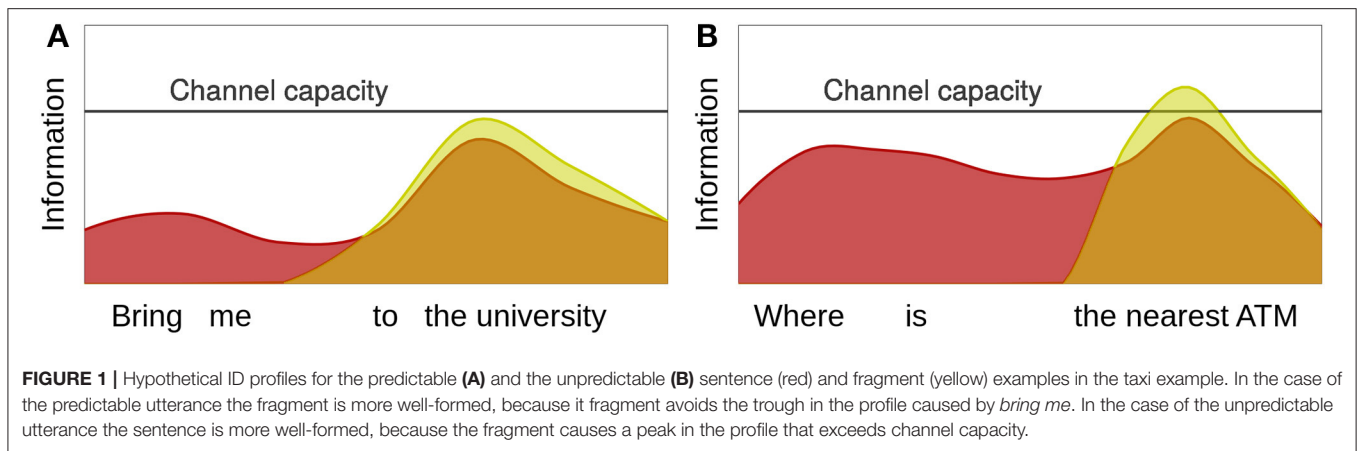 A
Channel capacity
Information
Bring me to the university
B
Channel capacity
Information
Where is the nearest ATM
FIGURE 1 | Hypothetical ID profiles for the predictable (A) and the unpredictable (B) sentence (red) and fragment (yellow) examples in the taxi example. In the case of
the predictable utterance the fragment is more well-formed, because it fragment avoids the trough in the profile caused by bring me. In the case of the unpredictable
utterance the sentence is more well-formed, because the fragment causes a peak in the profile that exceeds channel capacity.